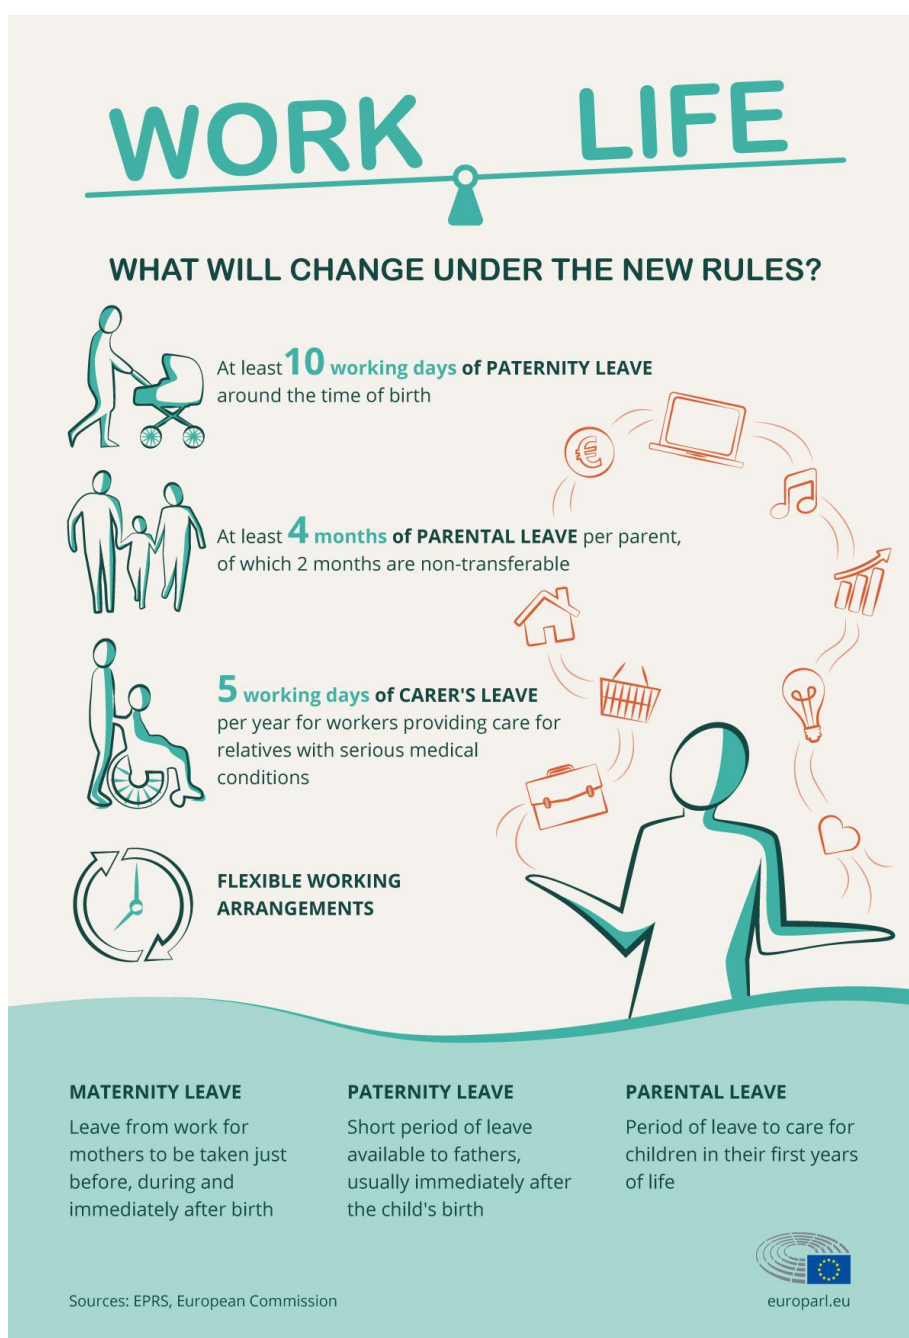 WORK LIFE
WHAT WILL CHANGE UNDER THE NEW RULES?
At least 10 working days of PATERNITY LEAVE
around the time of birth
At least 4 months of PARENTAL LEAVE per parent,
of which 2 months are non-transferable
5 working days of CARER'S LEAVE
per year for workers providing care for
relatives with serious medical
conditions
FLEXIBLE WORKING
ARRANGEMENTS
€
MATERNITY LEAVE
Leave from work for
mothers to be taken just
before, during and
immediately after birth
PATERNITY LEAVE
Short period of leave
available to fathers,
usually immediately after
the child's birth
PARENTAL LEAVE
Period of leave to care for
children in their first years
of life
Sources: EPRS, European Commission
europarl.eu